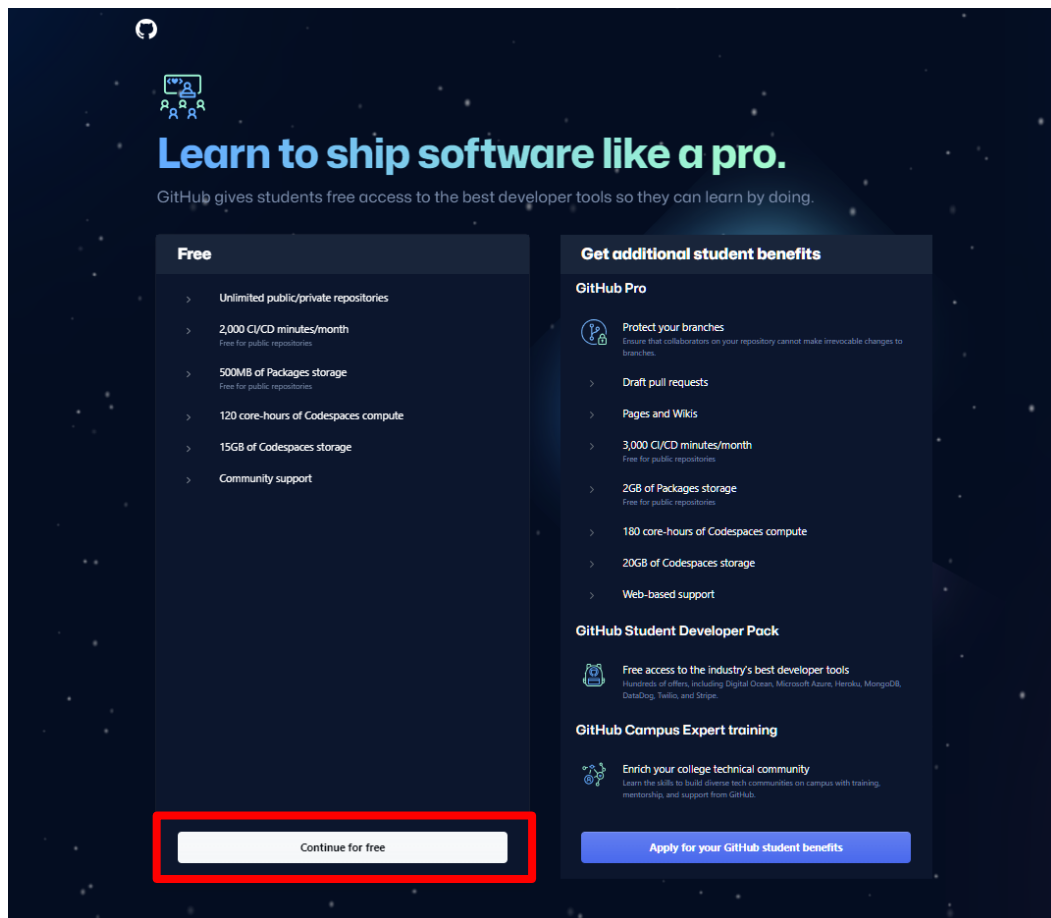 Learn to ship software like a pro.
GitHub gives students free access to the best developer tools so they can learn by doing.
Free
Unlimited public/private repositories
2,000 CI/CD minutes/month
Free for public repositories
500MB of Packages storage
Free for public repositories
120 core-hours of Codespaces compute
15GB of Codespaces storage
Community support
Continue for free
Get additional student benefits
GitHub Pro
Protect your branches
Ensure that collaborators on your repository cannot make irrevocable changes to
branches.
Draft pull requests
Pages and Wikis
3,000 CI/CD minutes/month
Free for public repositories
2GB of Packages storage
Free for public repositories
180 core-hours of Codespaces compute
20GB of Codespaces storage
Web-based support
GitHub Student Developer Pack
Free access to the industry's best developer tools
Hundreds of offers, including Digital Ocean, Microsoft Azure, Heroku, MongoDB,
DataDog, Twilio, and Stripe.
GitHub Campus Expert training
Enrich your college technical community
Learn the skills to build diverse tech communities on campus with training,
mentorship, and support from GitHub.
Apply for your GitHub student benefits